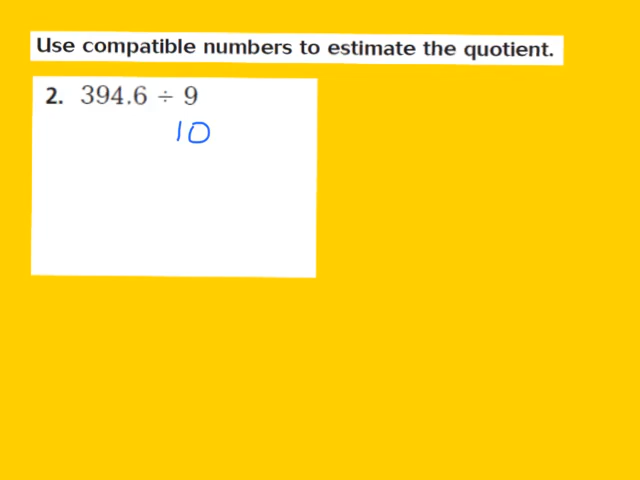 Use compatible numbers to estimate the quotient.
2. 394.6 ÷ 9
10